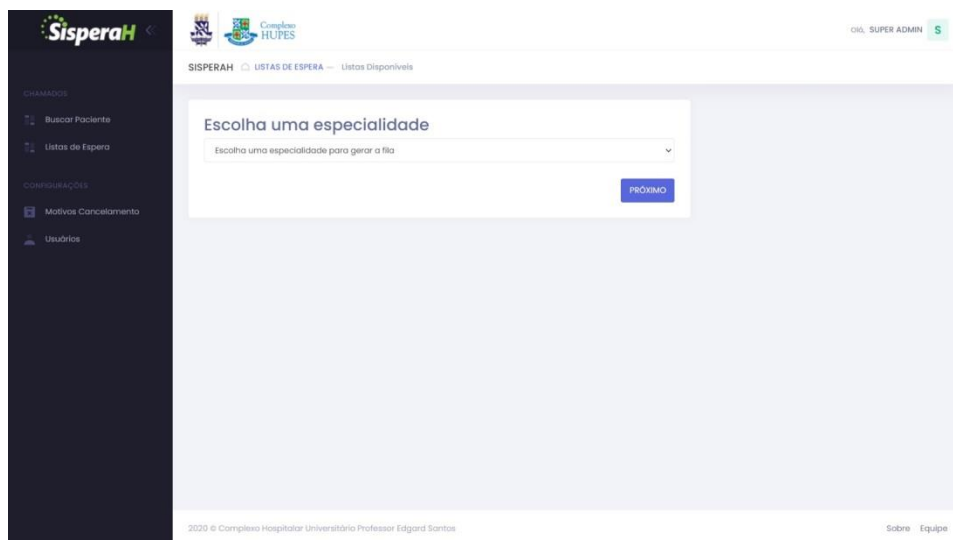 SisperaH
Complexo
HUPES
Olá, SUPER ADMIN S
SISPERAH LISTAS DE ESPERA — Listas Disponíveis
CHAMADOS
Buscar Paciente
Listas de Espera
CONFIGURAÇÕES
Motivos Cancelamento
Usuários
Escolha uma especialidade
Escolha uma especialidade para gerar a fila
PRÓXIMO
2020 © Complexo Hospitalar Universitário Professor Edgard Santos
Sobre Equipe